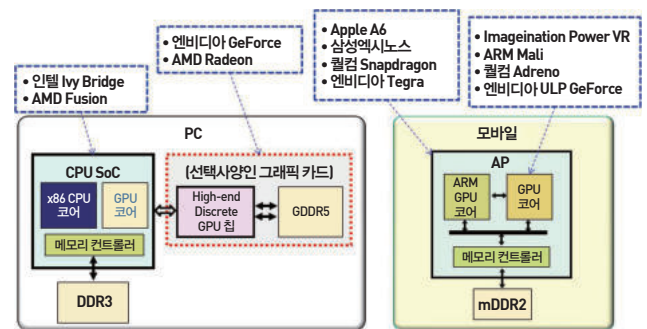 • 엔비디아 GeForce
• AMD Radeon
• Apple A6
• 삼성엑시노스
• 퀄컴 Snapdragon
• 엔비디아 Tegra
• Imageination Power VR
• ARM Mali
• 퀄컴 Adreno
• 엔비디아 ULP GeForce
• 인텔 Ivy Bridge
• AMD Fusion
PC
CPU SoC
x86 CPU
코어
GPU
코어
메모리 컨트롤러
DDR3
(선택사양인 그래픽 카드)
High-end
Discrete
GPU 칩
GDDR5
모바일
AP
ARM
GPU
코어
GPU
코어
메모리 컨트롤러
mDDR2